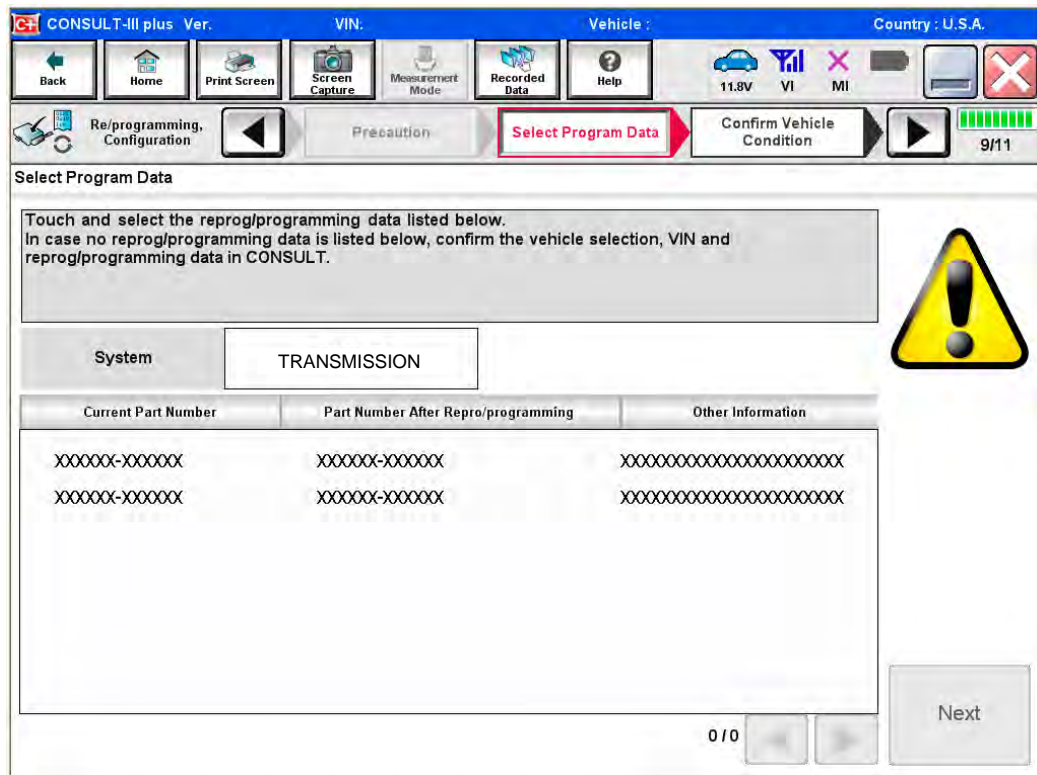 C+ CONSULT-III plus Ver. VIN: Vehicle : Country : U.S.A.
Back
Home
Print Screen
Screen
Capture
Measurement
Mode
Recorded
Data
Help
11.8V
VI
MI
Re/programming,
Configuration
Precaution
Select Program Data
Confirm Vehicle
Condition
9/11
Select Program Data
Touch and select the reprog/programming data listed below.
In case no reprog/programming data is listed below, confirm the vehicle selection, VIN and
reprog/programming data in CONSULT.
System
TRANSMISSION
Current Part Number Part Number After Repro/programming Other Information
XXXXXX-XXXXXX XXXXXX-XXXXXX XXXXXXXXXXXXXXXXXXXXXXX
XXXXXX-XXXXXX XXXXXX-XXXXXX XXXXXXXXXXXXXXXXXXXXXXX
0/0
Next